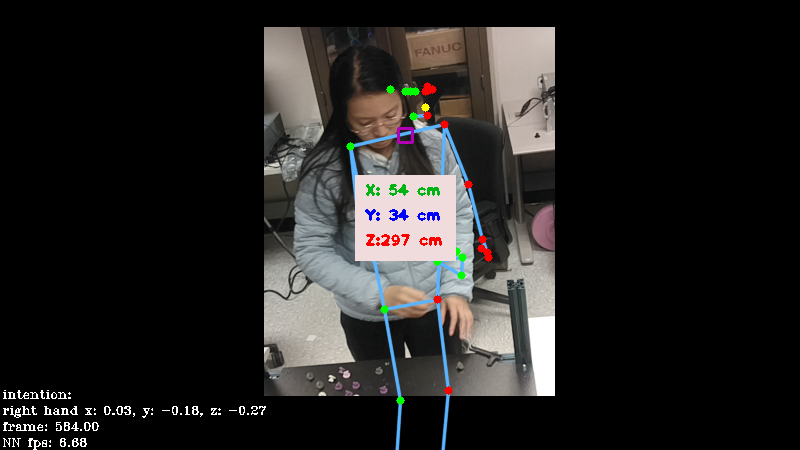 FANUC
X: 54 cm
Y: 34 cm
Z:297 cm
intention:
right hand x: 0.03, y: -0.18, z: -0.27
frame: 584.00
NN fps: 6.68